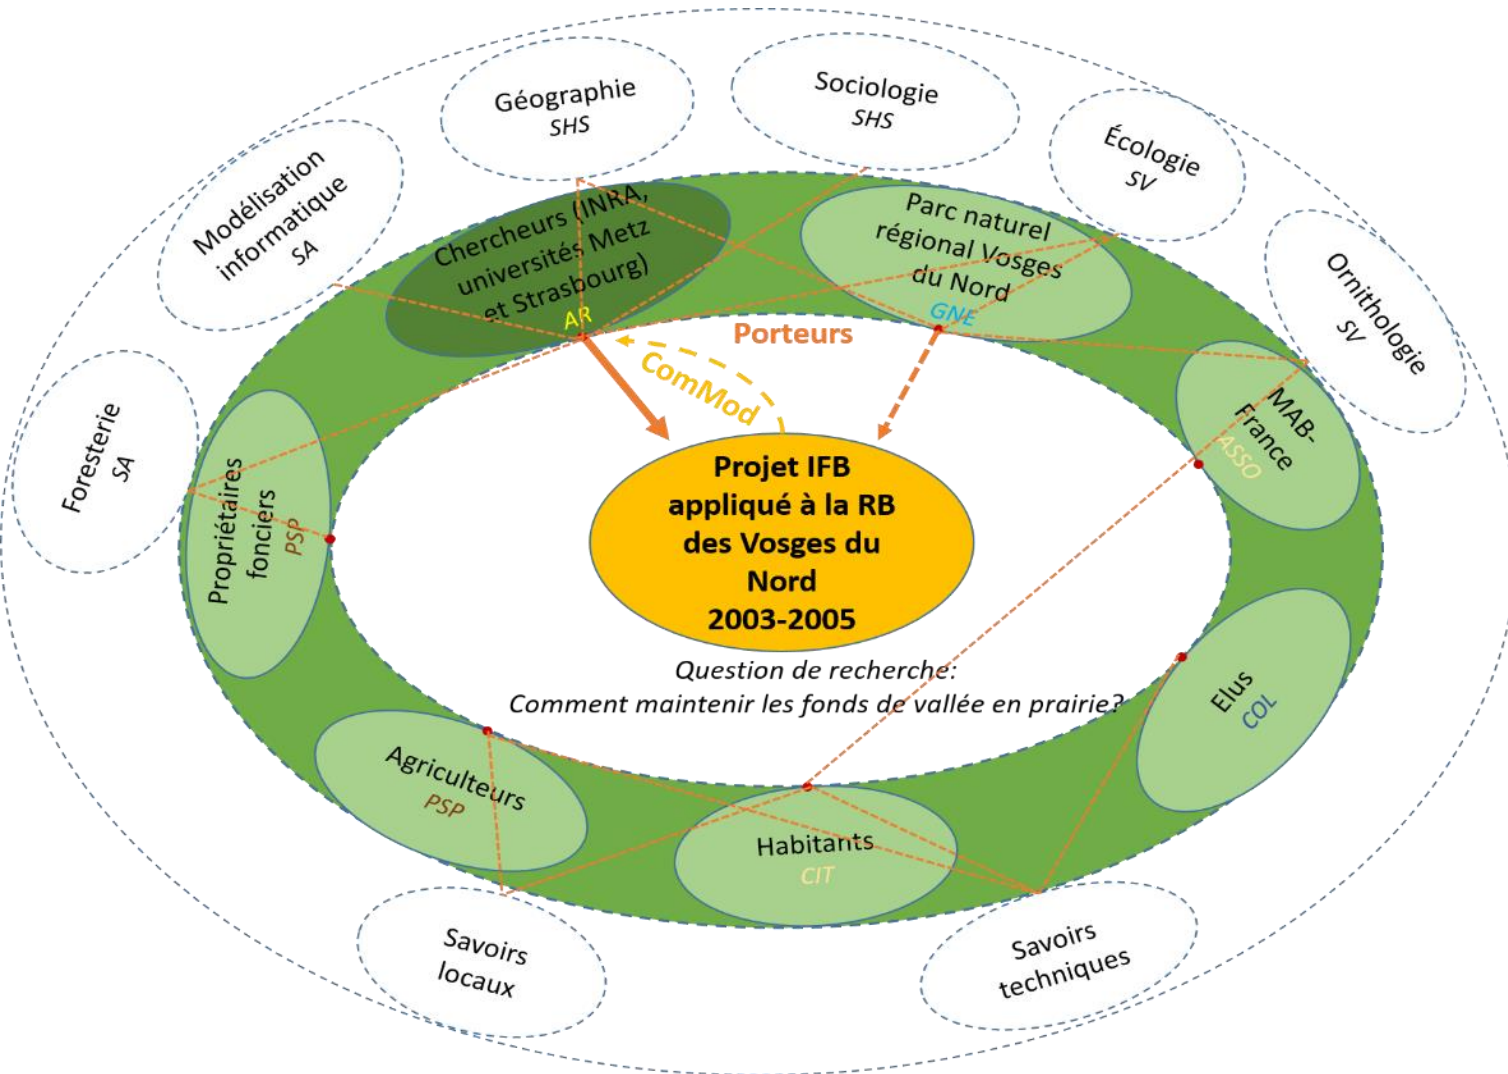 Géographie
SHS
Sociologie
SHS
Écologie
SV
Modélisation
informatique
SA
Ornithologie
SV
Foresterie
SA
Chercheurs (INRA,
universités Metz
et Strasbourg)
AR
Parc naturel
régional Vosges
du Nord
GNE
Porteurs
ComMod
MAB-
France
ASSO
Propriétaires
fonciers
PSP
Projet IFB
appliqué à la RB
des Vosges du
Nord
2003-2005
Question de recherche:
Comment maintenir les fonds de vallée en prairie?
Elus
COL
Agriculteurs
PSP
Habitants
CIT
Savoirs
locaux
Savoirs
techniques